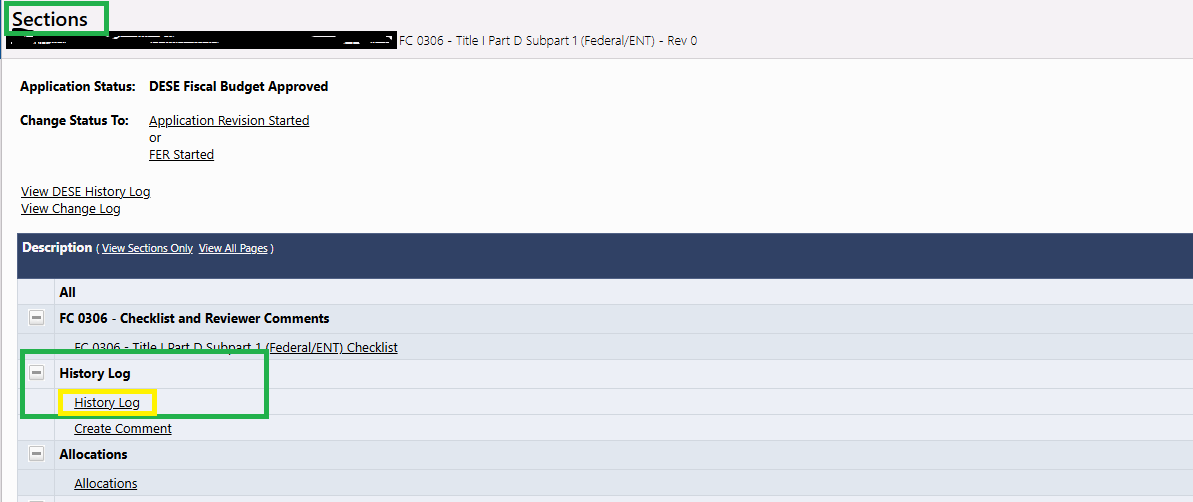 Sections
FC 0306 - Title I Part D Subpart 1 (Federal/ENT) - Rev 0
Application Status: DESE Fiscal Budget Approved
Change Status To: Application Revision Started
or
FER Started
View DESE History Log
View Change Log
Description ( View Sections Only View All Pages )
All
FC 0306 - Checklist and Reviewer Comments
FC 0306 - Title I Part D Subpart 1 (Federal/ENT) Checklist
History Log
History Log
Create Comment
Allocations
Allocations